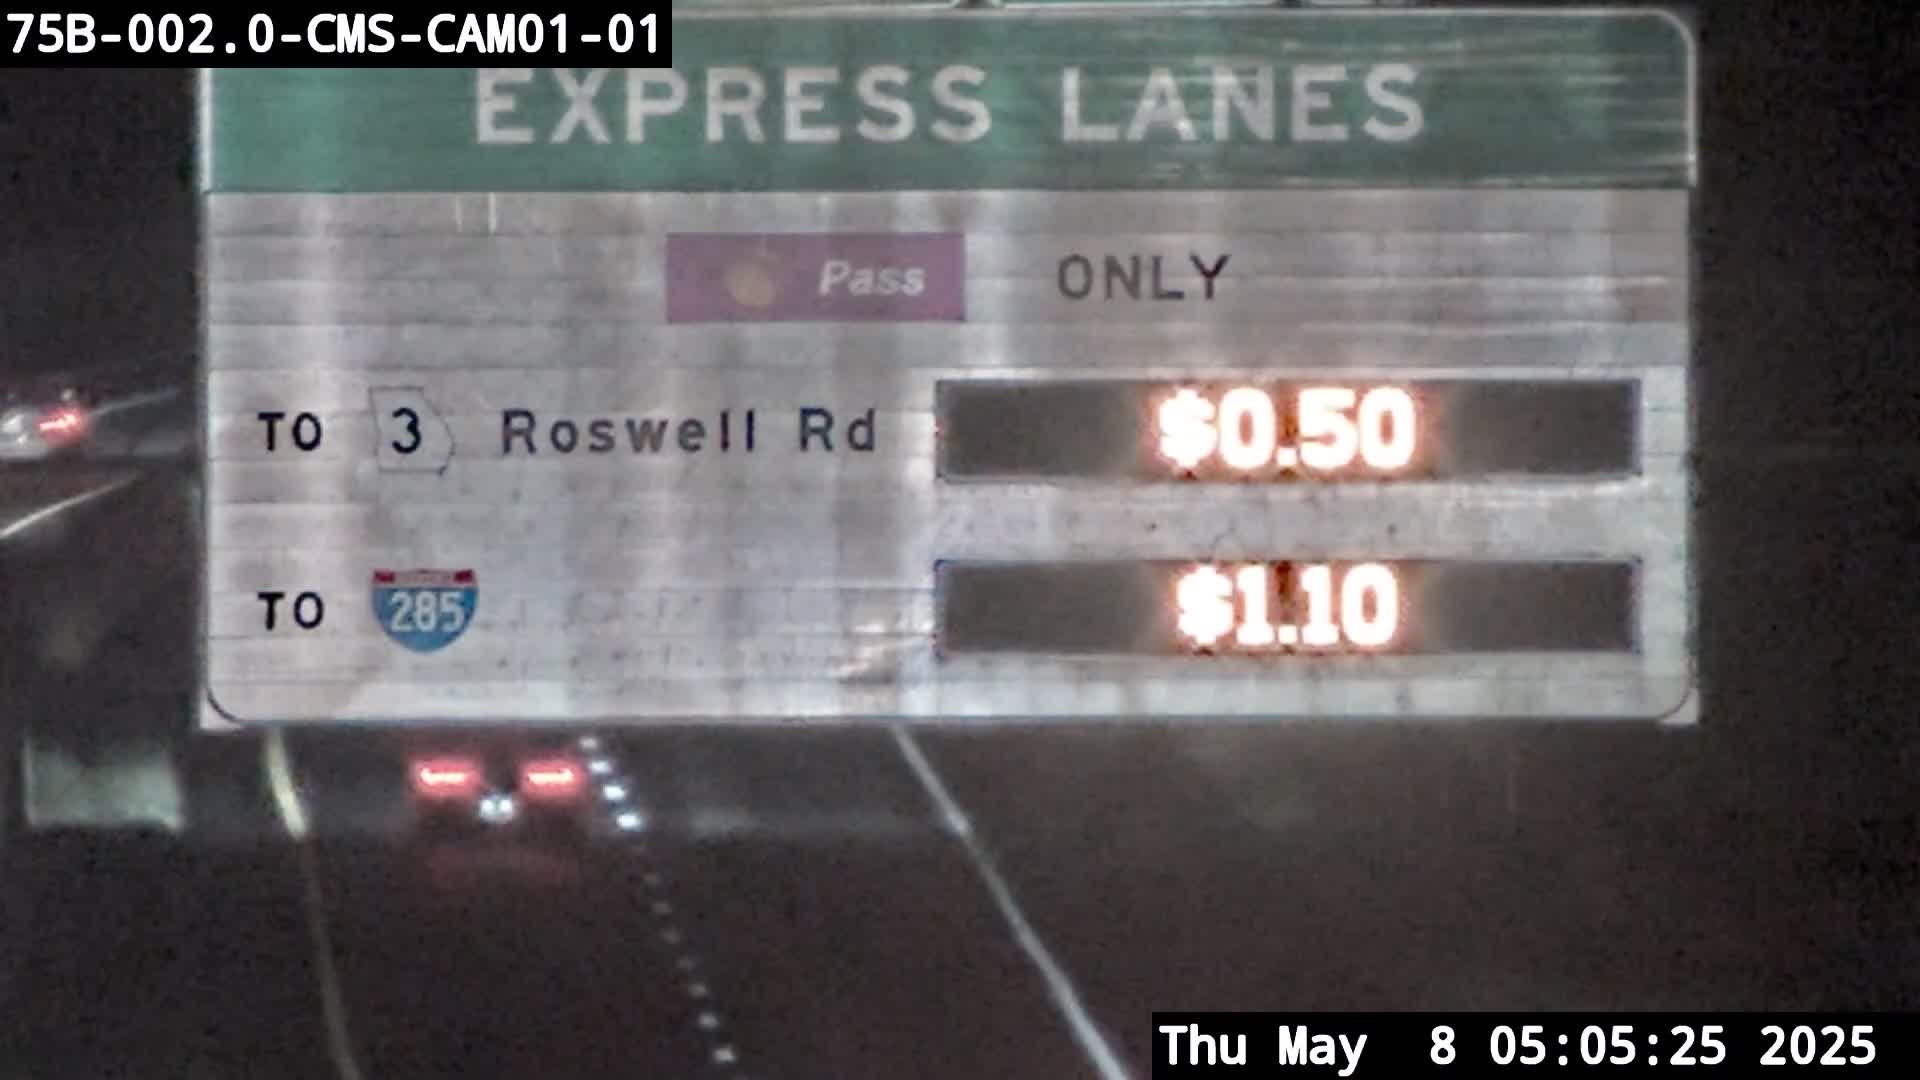 75B-002.0-CMS-CAM01-01
EXPRESS LANES
Pass ONLY
TO 3 Roswell Rd $0.50
TO 285 $1.10
Thu May 8 05:05:25 2025